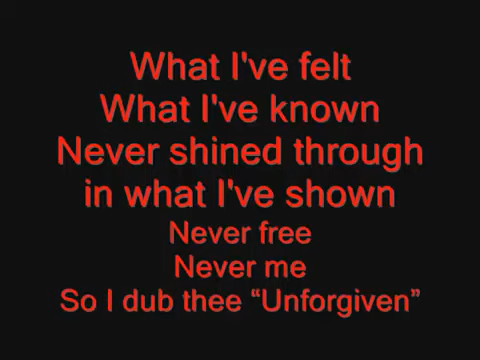 What I've felt
What I've known
Never shined through
in what I've shown
Never free
Never me
So I dub thee “Unforgiven”